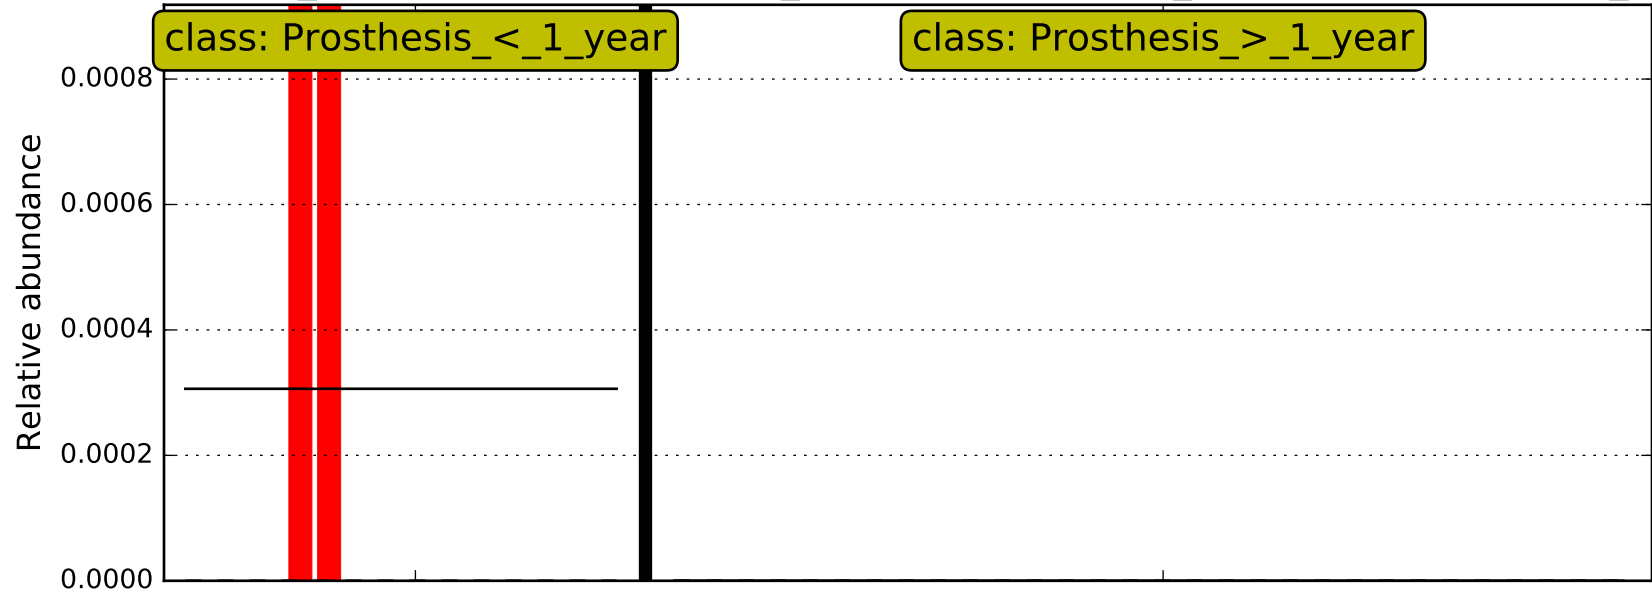 class: Prosthesis_<_1_year
class: Prosthesis_>_1_year
0.0008
0.0006
0.0004
0.0002
0.0000
Relative abundance